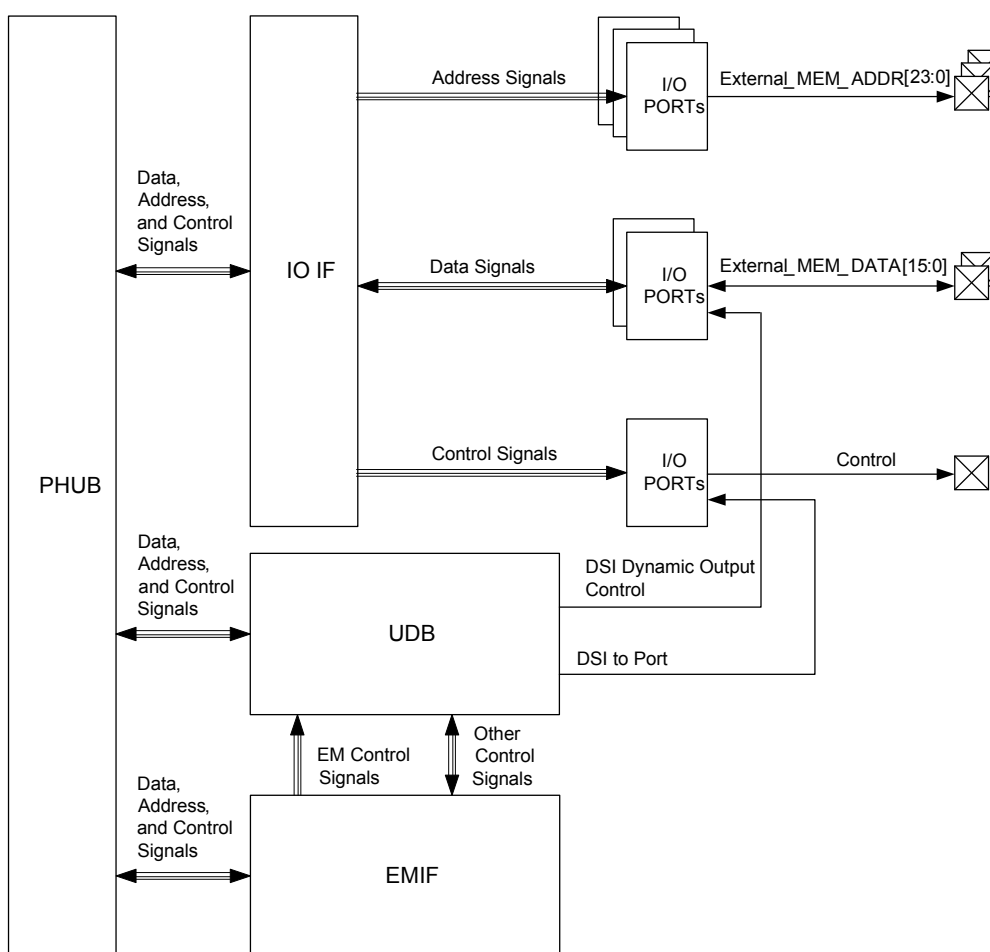 Address Signals
I/O
PORTs
External_MEM_ADDR[23:0]
Data,
Address,
and Control
Signals
IO IF
Data Signals
I/O
PORTs
External_MEM_DATA[15:0]
Control Signals
I/O
PORTs
Control
PHUB
Data,
Address,
and Control
Signals
UDB
DSI Dynamic Output
Control
DSI to Port
EM Control
Signals
Other
Control
Signals
Data,
Address,
and Control
Signals
EMIF